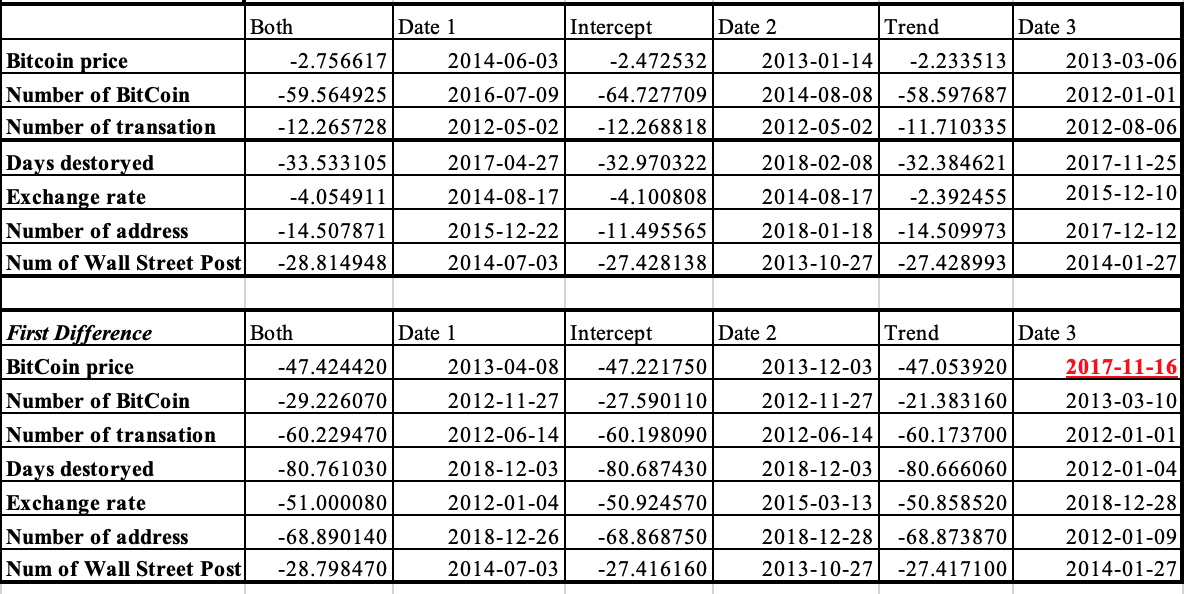 Both Date 1 Intercept Date 2 Trend Date 3
Bitcoin price -2.756617 2014-06-03 -2.472532 2013-01-14 -2.233513 2013-03-06
Number of BitCoin -59.564925 2016-07-09 -64.727709 2014-08-08 -58.597687 2012-01-01
Number of transation -12.265728 2012-05-02 -12.268818 2012-05-02 -11.710335 2012-08-06
Days destoryed -33.533105 2017-04-27 -32.970322 2018-02-08 -32.384621 2017-11-25
Exchange rate -4.054911 2014-08-17 -4.100808 2014-08-17 -2.392455 2015-12-10
Number of address -14.507871 2015-12-22 -11.495565 2018-01-18 -14.509973 2017-12-12
Num of Wall Street Post -28.814948 2014-07-03 -27.428138 2013-10-27 -27.428993 2014-01-27
First Difference Both Date 1 Intercept Date 2 Trend Date 3
BitCoin price -47.424420 2013-04-08 -47.221750 2013-12-03 -47.053920 2017-11-16
Number of BitCoin -29.226070 2012-11-27 -27.590110 2012-11-27 -21.383160 2013-03-10
Number of transation -60.229470 2012-06-14 -60.198090 2012-06-14 -60.173700 2012-01-01
Days destoryed -80.761030 2018-12-03 -80.687430 2018-12-03 -80.666060 2012-01-04
Exchange rate -51.000080 2012-01-04 -50.924570 2015-03-13 -50.858520 2018-12-28
Number of address -68.890140 2018-12-26 -68.868750 2018-12-28 -68.873870 2012-01-09
Num of Wall Street Post -28.798470 2014-07-03 -27.416160 2013-10-27 -27.417100 2014-01-27